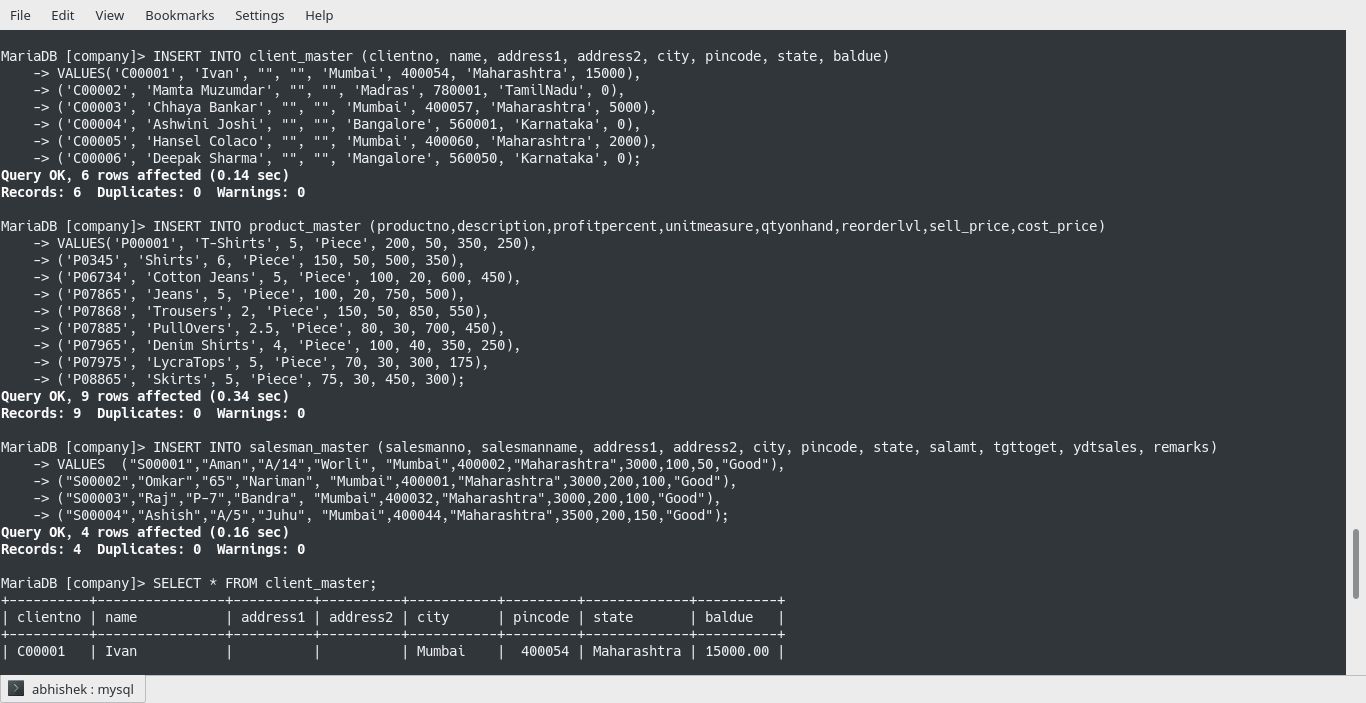 File Edit View Bookmarks Settings Help
MariaDB [company]> INSERT INTO client_master (clientno, name, address1, address2, city, pincode, state, baldue)
    -> VALUES('C00001', 'Ivan', "", "", 'Mumbai', 400054, 'Maharashtra', 15000),
    -> ('C00002', 'Mamta Muzumdar', "", "", 'Madras', 780001, 'TamilNadu', 0),
    -> ('C00003', 'Chhaya Bankar', "", "", 'Mumbai', 400057, 'Maharashtra', 5000),
    -> ('C00004', 'Ashwini Joshi', "", "", 'Bangalore', 560001, 'Karnataka', 0),
    -> ('C00005', 'Hansel Colaco', "", "", 'Mumbai', 400060, 'Maharashtra', 2000),
    -> ('C00006', 'Deepak Sharma', "", "", 'Mangalore', 560050, 'Karnataka', 0);
Query OK, 6 rows affected (0.14 sec)
Records: 6  Duplicates: 0  Warnings: 0
MariaDB [company]> INSERT INTO product_master (productno,description,profitpercent,unitmeasure,qtyonhand,reorderlvl,sell_price,cost_price)
    -> VALUES('P00001', 'T-Shirts', 5, 'Piece', 200, 50, 350, 250),
    -> ('P0345', 'Shirts', 6, 'Piece', 150, 50, 500, 350),
    -> ('P06734', 'Cotton Jeans', 5, 'Piece', 100, 20, 600, 450),
    -> ('P07865', 'Jeans', 5, 'Piece', 100, 20, 750, 500),
    -> ('P07868', 'Trousers', 2, 'Piece', 150, 50, 850, 550),
    -> ('P07885', 'PullOvers', 2.5, 'Piece', 80, 30, 700, 450),
    -> ('P07965', 'Denim Shirts', 4, 'Piece', 100, 40, 350, 250),
    -> ('P07975', 'LycraTops', 5, 'Piece', 70, 30, 300, 175),
    -> ('P08865', 'Skirts', 5, 'Piece', 75, 30, 450, 300);
Query OK, 9 rows affected (0.34 sec)
Records: 9  Duplicates: 0  Warnings: 0
MariaDB [company]> INSERT INTO salesman_master (salesmanno, salesmanname, address1, address2, city, pincode, state, salamt, tgttoget, ydtsales, remarks)
    -> VALUES  ("S00001","Aman","A/14","Worli", "Mumbai",400002,"Maharashtra",3000,100,50,"Good"),
    -> ("S00002","Omkar","65","Nariman", "Mumbai",400001,"Maharashtra",3000,200,100,"Good"),
    -> ("S00003","Raj","P-7","Bandra", "Mumbai",400032,"Maharashtra",3000,200,100,"Good"),
    -> ("S00004","Ashish","A/5","Juhu", "Mumbai",400044,"Maharashtra",3500,200,150,"Good");
Query OK, 4 rows affected (0.16 sec)
Records: 4  Duplicates: 0  Warnings: 0
MariaDB [company]> SELECT * FROM client_master;
+----------+----------------+----------+----------+-----------+---------+-------------+----------+
| clientno | name           | address1 | address2 | city      | pincode | state       | baldue   |
+----------+----------------+----------+----------+-----------+---------+-------------+----------+
| C00001   | Ivan           |          |          | Mumbai    |  400054 | Maharashtra | 15000.00 |
abhishek : mysql